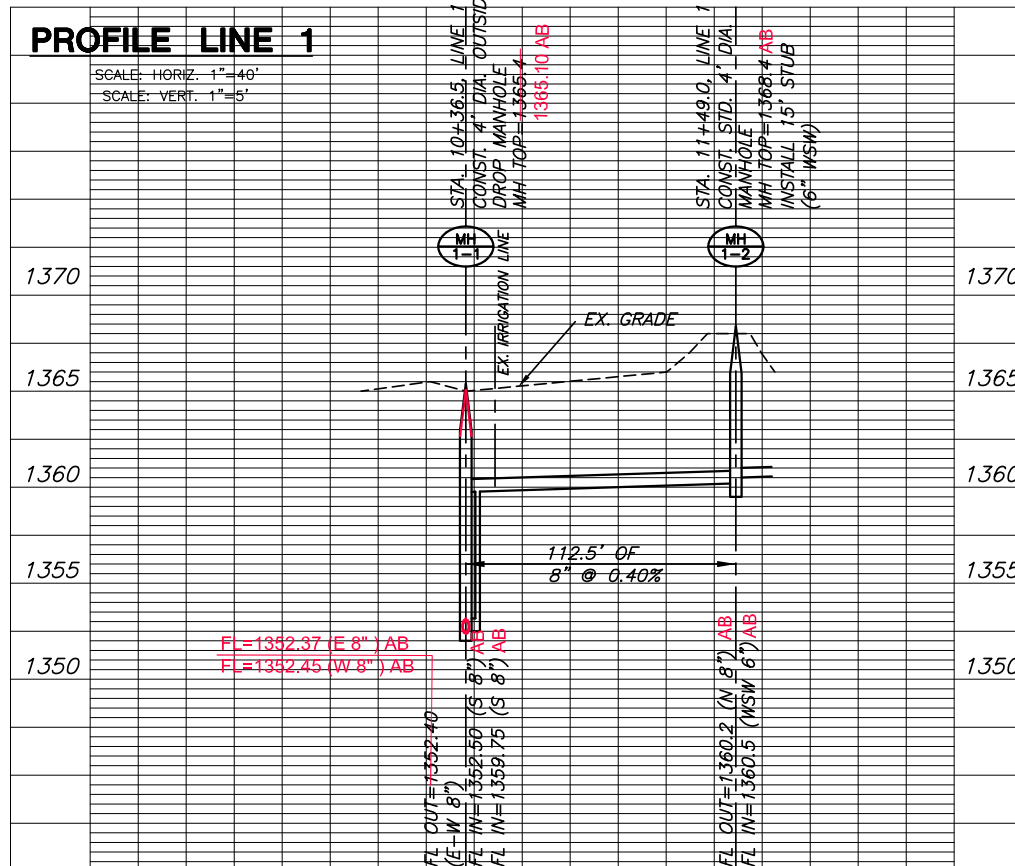 PROFILE LINE 1
SCALE: HORIZ. 1"=40'
SCALE: VERT. 1"=5'
STA. 10+36.5, LINE 1
CONST. 4' DIA. OUTSID
DROP MANHOLE
MH TOP=1365.4
1365.10 AB
STA. 11+49.0, LINE 1
CONST. STD. 4' DIA.
MANHOLE
MH TOP=1368.4 AB
INSTALL 15' STUB
(6" WSW)
MH
1-1
MH
1-2
EX. IRRIGATION LINE
EX. GRADE
1370
1370
1365
1365
1360
1360
1355
1355
1350
1350
112.5' OF
8" @ 0.40%
FL=1352.37 (E 8" ) AB
FL=1352.45 (W 8" ) AB
FL OUT=1352.40
(E-W 8")
FL IN=1352.50 (S 8") AB
FL IN=1359.75 (S 8") AB
FL OUT=1360.2 (N 8") AB
FL IN=1360.5 (WSW 6") AB